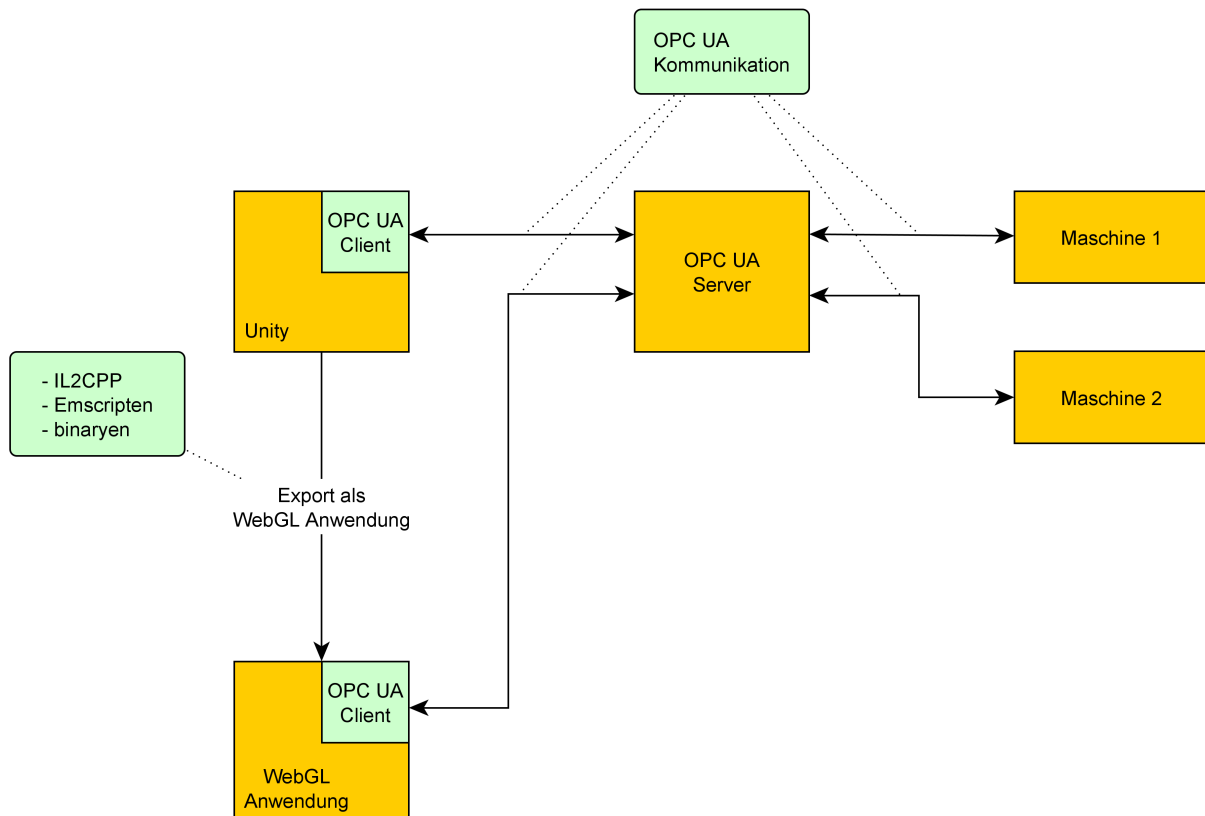 OPC UA
Kommunikation
OPC UA
Client
Unity
OPC UA
Server
Maschine 1
Maschine 2
- IL2CPP
- Emscripten
- binaryen
Export als
WebGL Anwendung
OPC UA
Client
WebGL
Anwendung